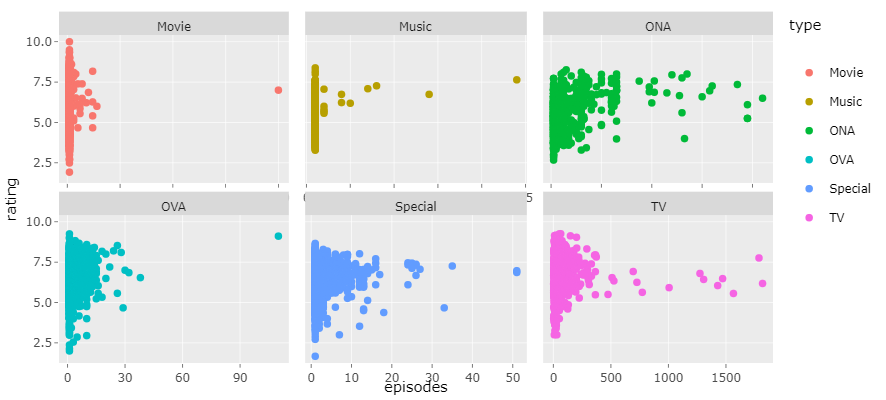 Movie
Music
ONA
type
10.0
7.5
5.0
2.5
Movie
Music
ONA
OVA
Special
TV
rating
OVA
Special
TV
10.0
7.5
5.0
2.5
0
30
60
90
0
10
20
30
40
50
0
500
1000
1500
episodes